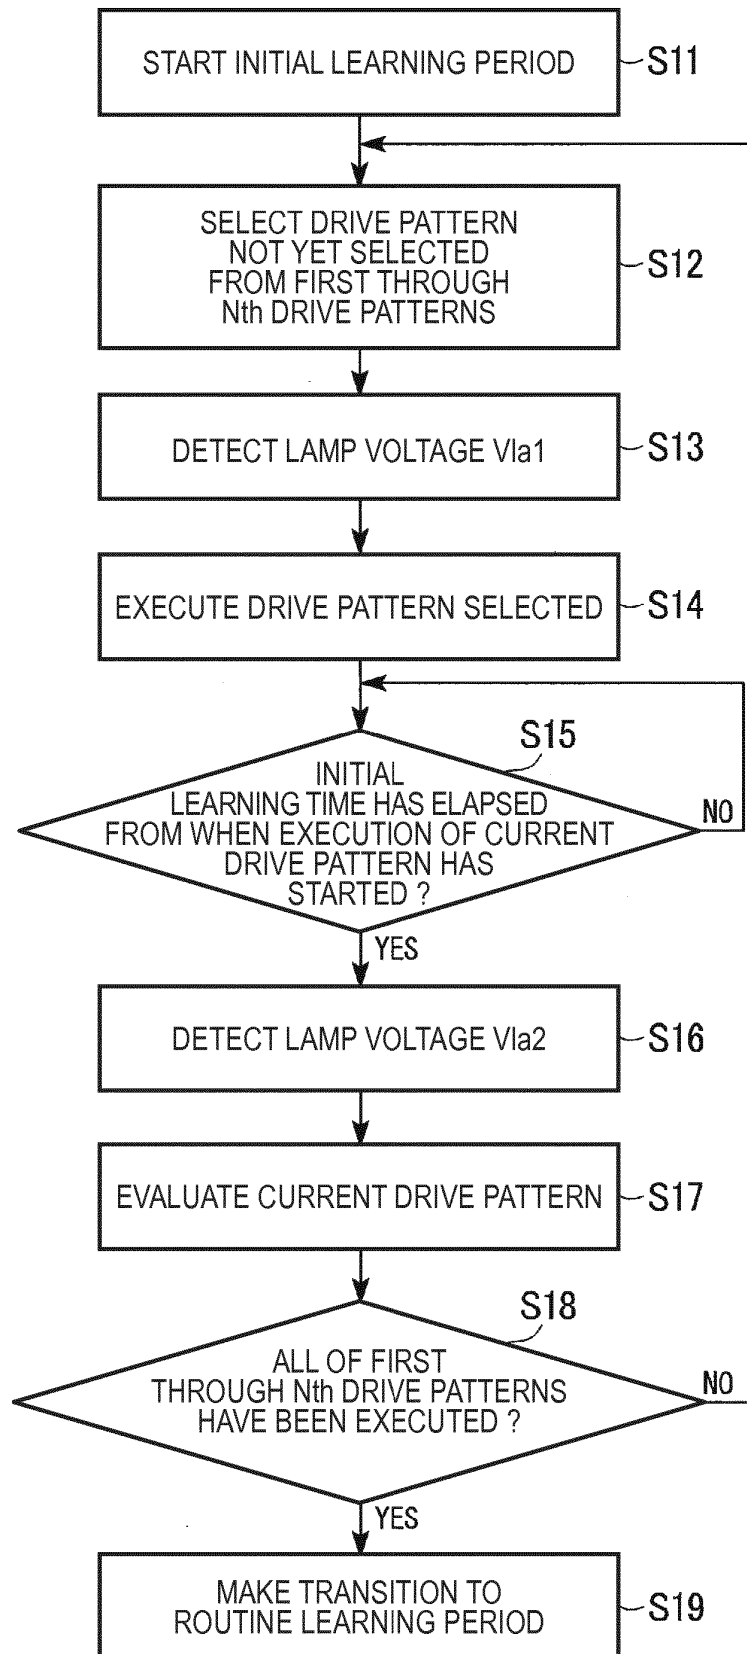 START INITIAL LEARNING PERIOD
S11
SELECT DRIVE PATTERN
NOT YET SELECTED
FROM FIRST THROUGH
Nth DRIVE PATTERNS
S12
DETECT LAMP VOLTAGE Vla1
S13
EXECUTE DRIVE PATTERN SELECTED
S14
S15
INITIAL
LEARNING TIME HAS ELAPSED
FROM WHEN EXECUTION OF CURRENT
DRIVE PATTERN HAS
STARTED ?
NO
YES
DETECT LAMP VOLTAGE Vla2
S16
EVALUATE CURRENT DRIVE PATTERN
S17
S18
ALL OF FIRST
THROUGH Nth DRIVE PATTERNS
HAVE BEEN EXECUTED ?
NO
YES
MAKE TRANSITION TO
ROUTINE LEARNING PERIOD
S19